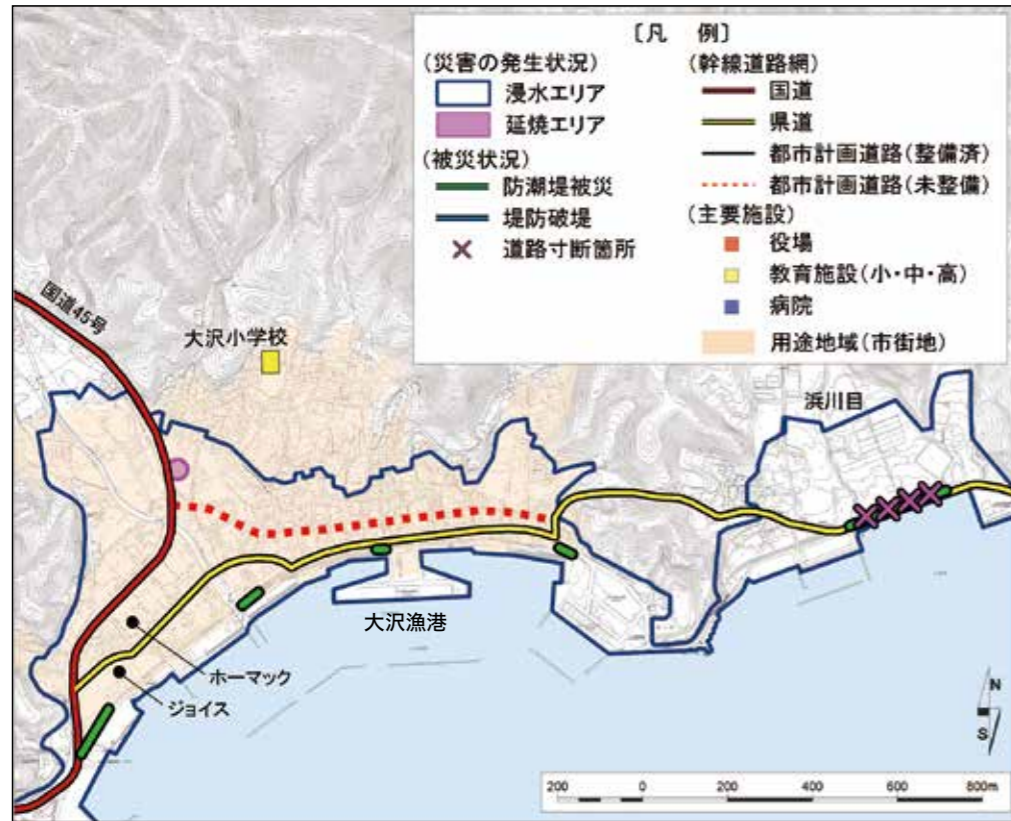 〔凡　例〕
(災害の発生状況)
浸水エリア
延焼エリア
(被災状況)
防潮堤被災
堤防破堤
道路寸断箇所
(幹線道路網)
国道
県道
都市計画道路(整備済)
都市計画道路(未整備)
(主要施設)
役場
教育施設(小・中・高)
病院
用途地域(市街地)
国道45号
大沢小学校
浜川目
大沢漁港
ホーマック
ジョイス
N
S
200 0 200 400 600 800m